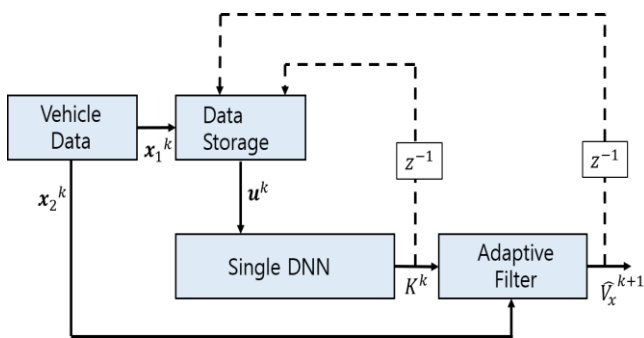 Vehicle
Data
x₁ᵏ
Data
Storage
z⁻¹
z⁻¹
x₂ᵏ
uᵏ
Single DNN
Kᵏ
Adaptive
Filter
V̂ₓᵏ⁺¹